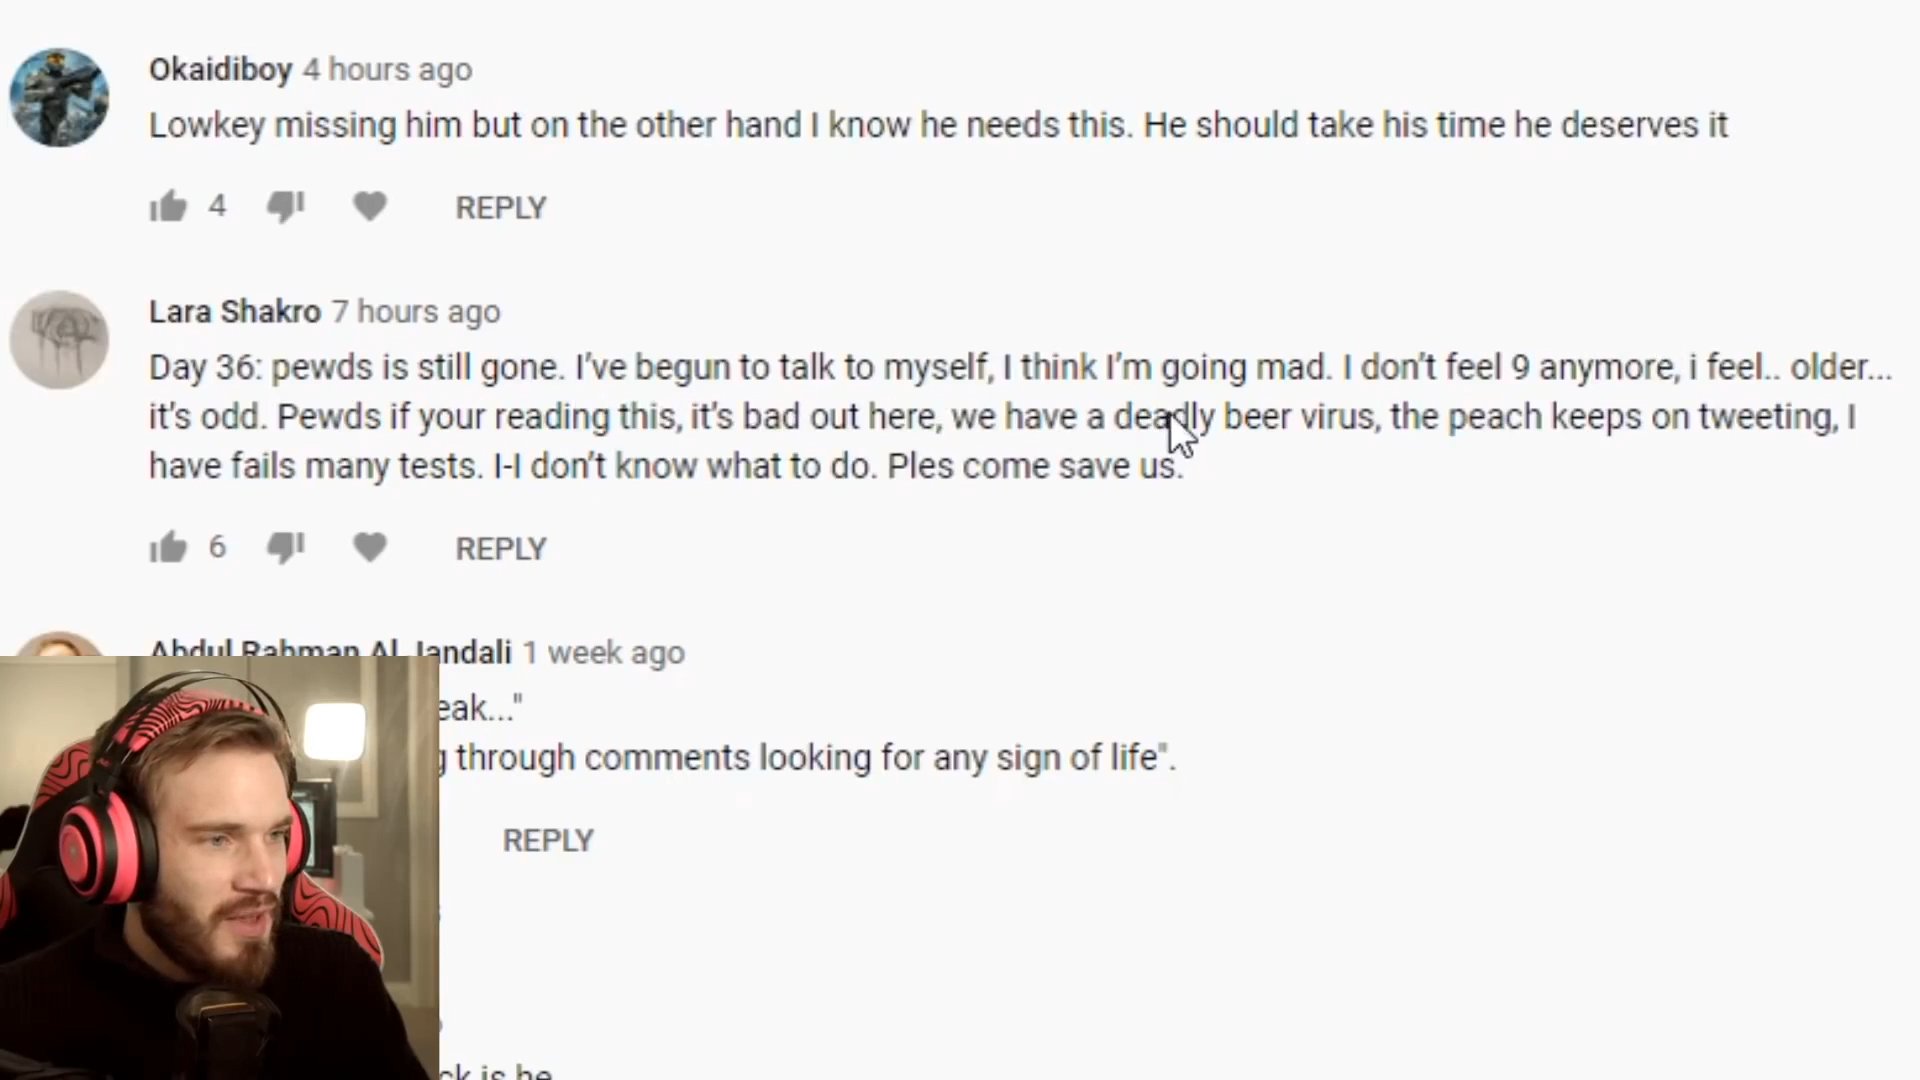 Okaidiboy 4 hours ago
Lowkey missing him but on the other hand I know he needs this. He should take his time he deserves it
4 REPLY
Lara Shakro 7 hours ago
Day 36: pewds is still gone. I’ve begun to talk to myself, I think I’m going mad. I don’t feel 9 anymore, i feel.. older...
it’s odd. Pewds if your reading this, it’s bad out here, we have a deadly beer virus, the peach keeps on tweeting, I
have fails many tests. I-I don’t know what to do. Ples come save us.
6 REPLY
Abdul Rahman Al Jandali 1 week ago
eak..."
through comments looking for any sign of life".
REPLY
ck is he